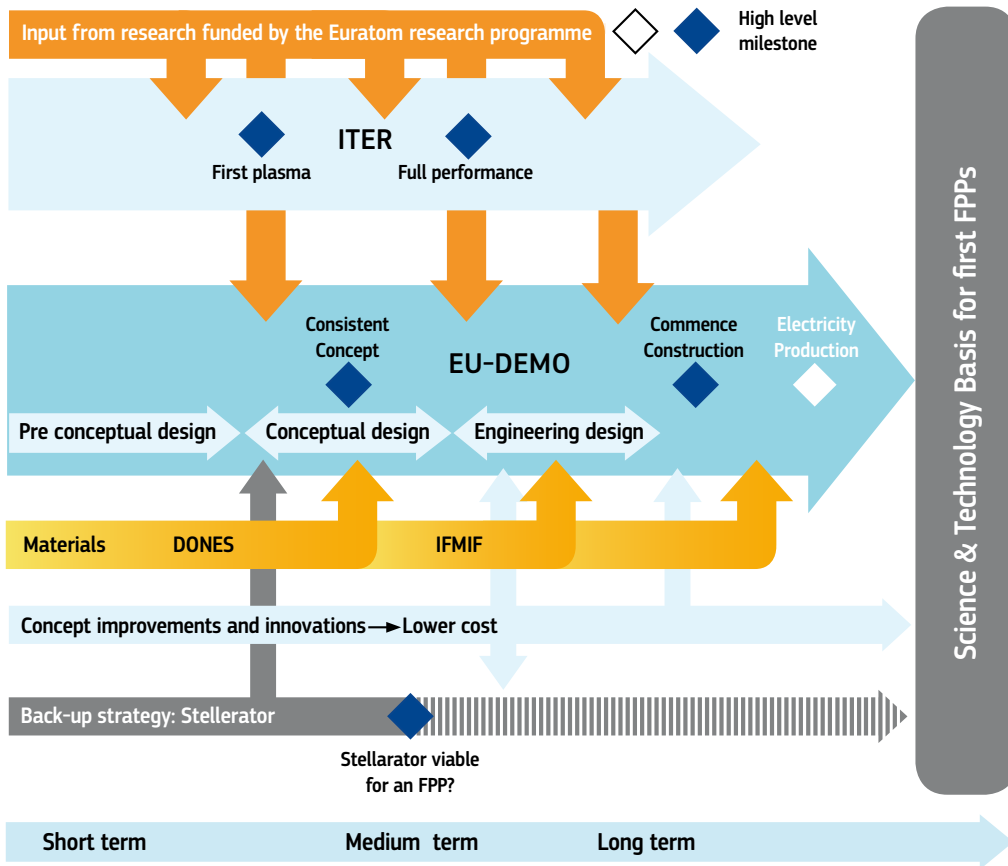 Input from research funded by the Euratom research programme
High level
milestone
ITER
First plasma
Full performance
Consistent
Concept
EU-DEMO
Commence
Construction
Electricity
Production
Pre conceptual design
Conceptual design
Engineering design
Materials
DONES
IFMIF
Concept improvements and innovations
Lower cost
Back-up strategy: Stellerator
Stellarator viable
for an FPP?
Short term
Medium term
Long term
Science & Technology Basis for first FPPs